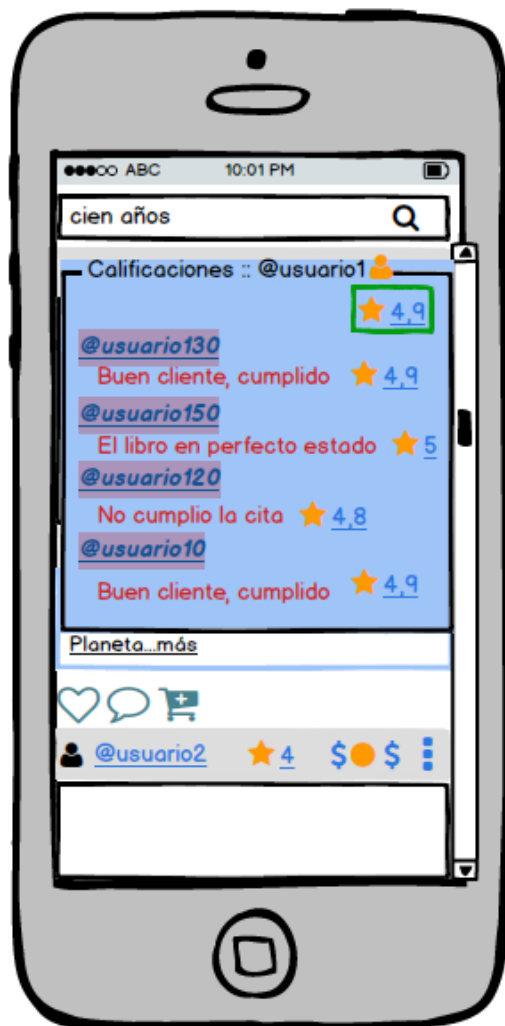 ABC 10:01 PM
cien años
Calificaciones :: @usuario1
4,9
@usuario130
Buen cliente, cumplido 4,9
@usuario150
El libro en perfecto estado 5
@usuario120
No cumplio la cita 4,8
@usuario10
Buen cliente, cumplido 4,9
Planeta...más
@usuario2 4 $ $